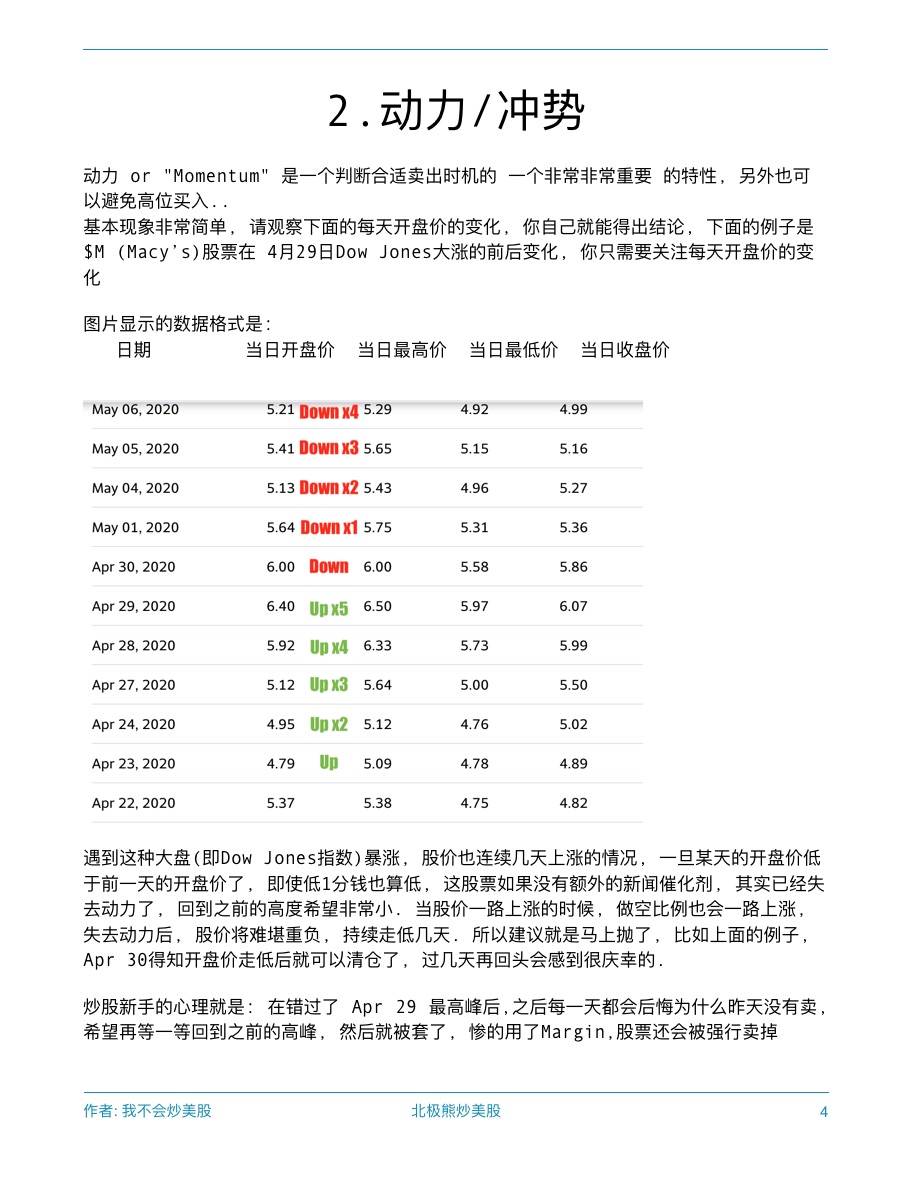 2.动力/冲势
动力 or "Momentum" 是一个判断合适卖出时机的 一个非常非常重要 的特性, 另外也可
以避免高位买入..
基本现象非常简单, 请观察下面的每天开盘价的变化, 你自己就能得出结论, 下面的例子是
$M (Macy's)股票在 4月29日Dow Jones大涨的前后变化, 你只需要关注每天开盘价的变
化
图片显示的数据格式是:
日期 当日开盘价 当日最高价 当日最低价 当日收盘价
May 06, 2020 5.21 Down x4 5.29 4.92 4.99
May 05, 2020 5.41 Down x3 5.65 5.15 5.16
May 04, 2020 5.13 Down x2 5.43 4.96 5.27
May 01, 2020 5.64 Down x1 5.75 5.31 5.36
Apr 30, 2020 6.00 Down 6.00 5.58 5.86
Apr 29, 2020 6.40 Up x5 6.50 5.97 6.07
Apr 28, 2020 5.92 Up x4 6.33 5.73 5.99
Apr 27, 2020 5.12 Up x3 5.64 5.00 5.50
Apr 24, 2020 4.95 Up x2 5.12 4.76 5.02
Apr 23, 2020 4.79 Up 5.09 4.78 4.89
Apr 22, 2020 5.37 5.38 4.75 4.82
遇到这种大盘(即Dow Jones指数)暴涨, 股价也连续几天上涨的情况, 一旦某天的开盘价低
于前一天的开盘价了, 即使低1分钱也算低, 这股票如果没有额外的新闻催化剂, 其实已经失
去动力了, 回到之前的高度希望非常小. 当股价一路上涨的时候, 做空比例也会一路上涨,
失去动力后, 股价将难堪重负, 持续走低几天. 所以建议就是马上抛了, 比如上面的例子,
Apr 30得知开盘价走低后就可以清仓了, 过几天再回头会感到很庆幸的.
炒股新手的心理就是: 在错过了 Apr 29 最高峰后,之后每一天都会后悔为什么昨天没有卖,
希望再等一等回到之前的高峰, 然后就被套了, 惨的用了Margin,股票还会被强行卖掉
作者: 我不会炒美股 北极熊炒美股 4